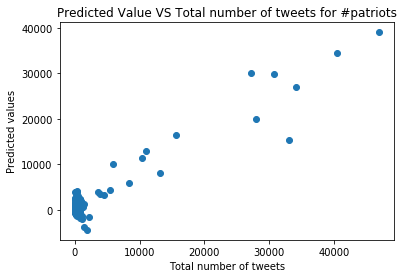 Predicted Value VS Total number of tweets for #patriots
Predicted values
40000
30000
20000
10000
0
0 10000 20000 30000 40000
Total number of tweets